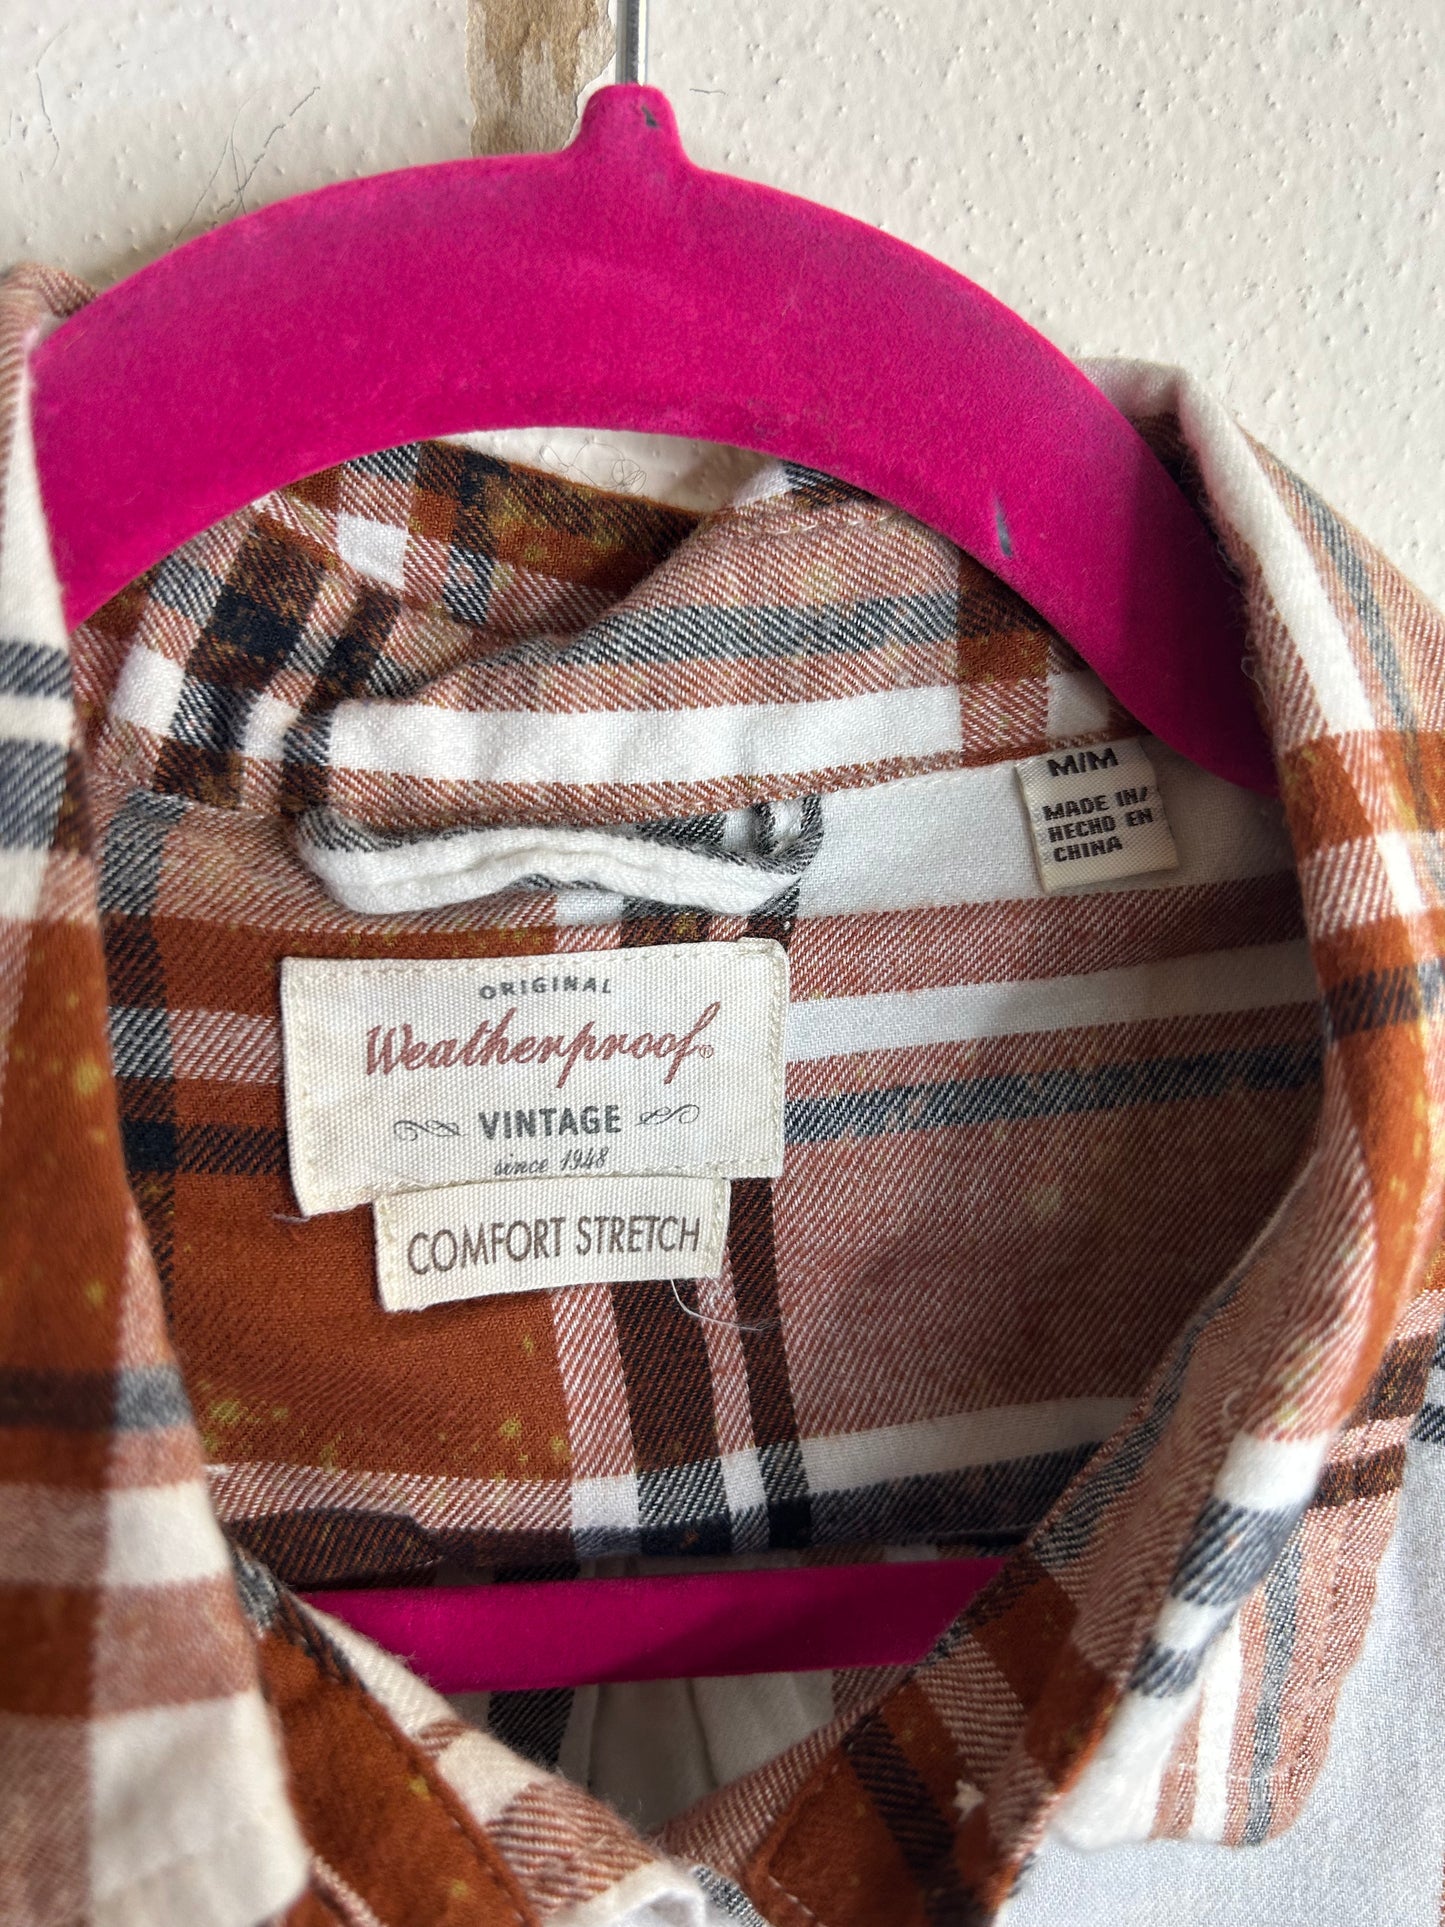 M/M
MADE IN/
HECHO EN
CHINA
ORIGINAL
Weatherproof®
VINTAGE
since 1948
COMFORT STRETCH